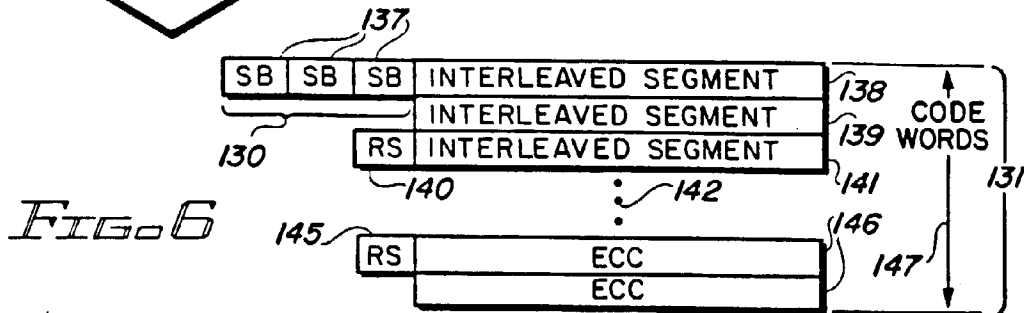 137
SB SB SB INTERLEAVED SEGMENT 138
INTERLEAVED SEGMENT 139
130
RS INTERLEAVED SEGMENT 141
140
142
CODE
WORDS
131
FIG. 6
145
RS ECC 146
ECC
147